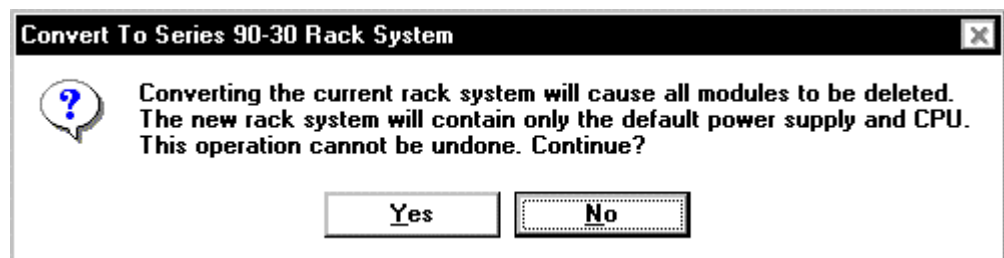 Convert To Series 90-30 Rack System
Converting the current rack system will cause all modules to be deleted.
The new rack system will contain only the default power supply and CPU.
This operation cannot be undone. Continue?
Yes No